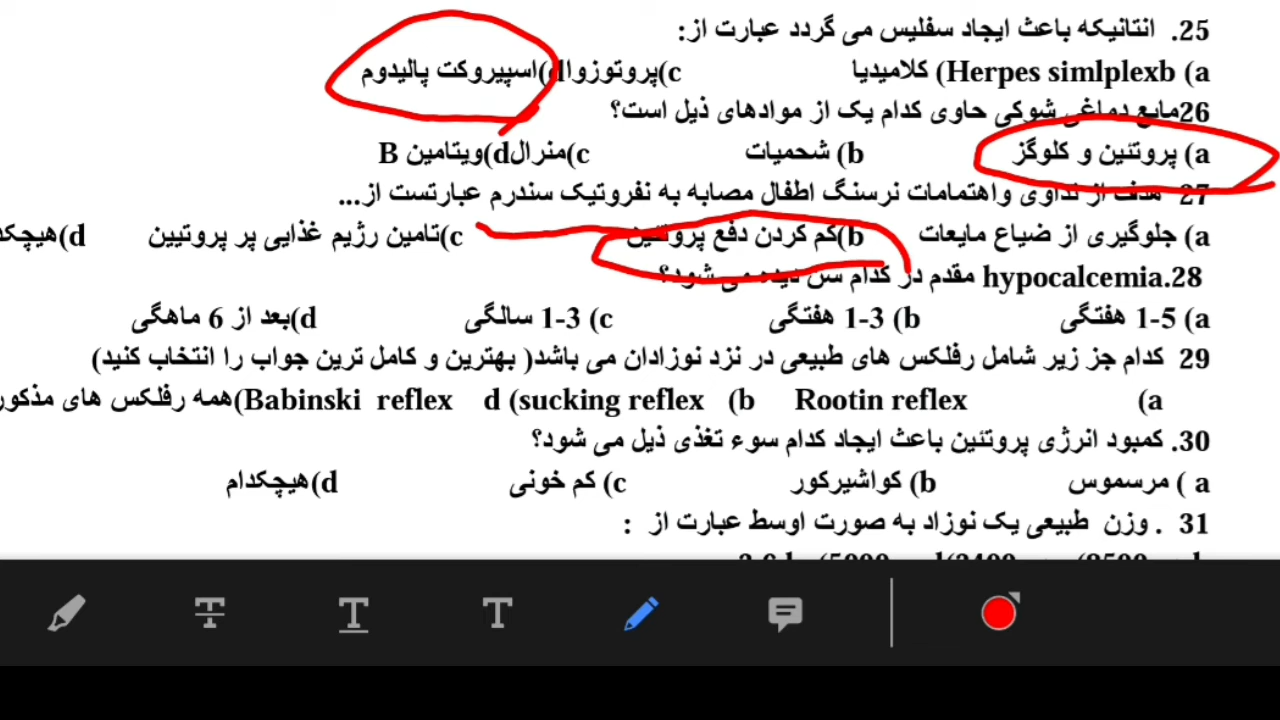 25. انتانیکه باعث ایجاد سفلیس می گردد عبارت از:
a) Herpes simlplexb) کلامیدیا c)پروتوزوا d)اسپیروکت پالیدوم
26مایع دماغی شوکی حاوی کدام یک از موادهای ذیل است؟
a) پروتئین و کلوگز b) شحمیات c)منرال d)ویتامین B
27. هدف از تداوی واهتمامات نرسنگ اطفال مصابه به نفروتیک سندرم عبارتست از...
a) جلوگیری از ضیاع مایعات b)کم کردن دفع پروتئین c)تامین رژیم غذایی پر پروتیین d)هیچکد
28.hypocalcemia مقدم در کدام سن دیده می شود؟
a) 1-5 هفتگی b) 1-3 هفتگی c) 1-3 سالگی d)بعد از 6 ماهگی
29 کدام جز زیر شامل رفلکس های طبیعی در نزد نوزادان می باشد( بهترین و کامل ترین جواب را انتخاب کنید)
a) Rootin reflex b) sucking reflex) d Babinski reflex)همه رفلکس های مذکور
30. کمبود انرژی پروتئین باعث ایجاد کدام سوء تغذی ذیل می شود؟
a ) مرسموس b) کواشیرکور c) کم خونی d)هیچکدام
31 . وزن طبیعی یک نوزاد به صورت اوسط عبارت از :